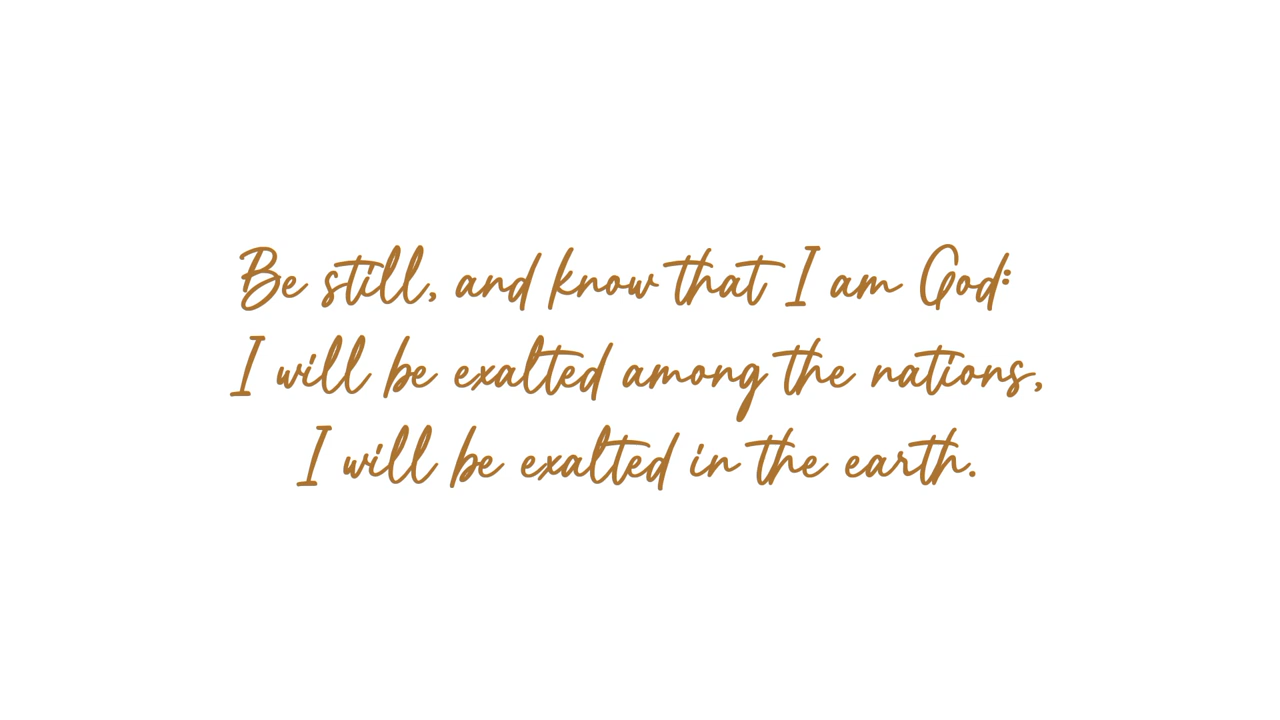 Be still, and know that I am God:
I will be exalted among the nations,
I will be exalted in the earth.